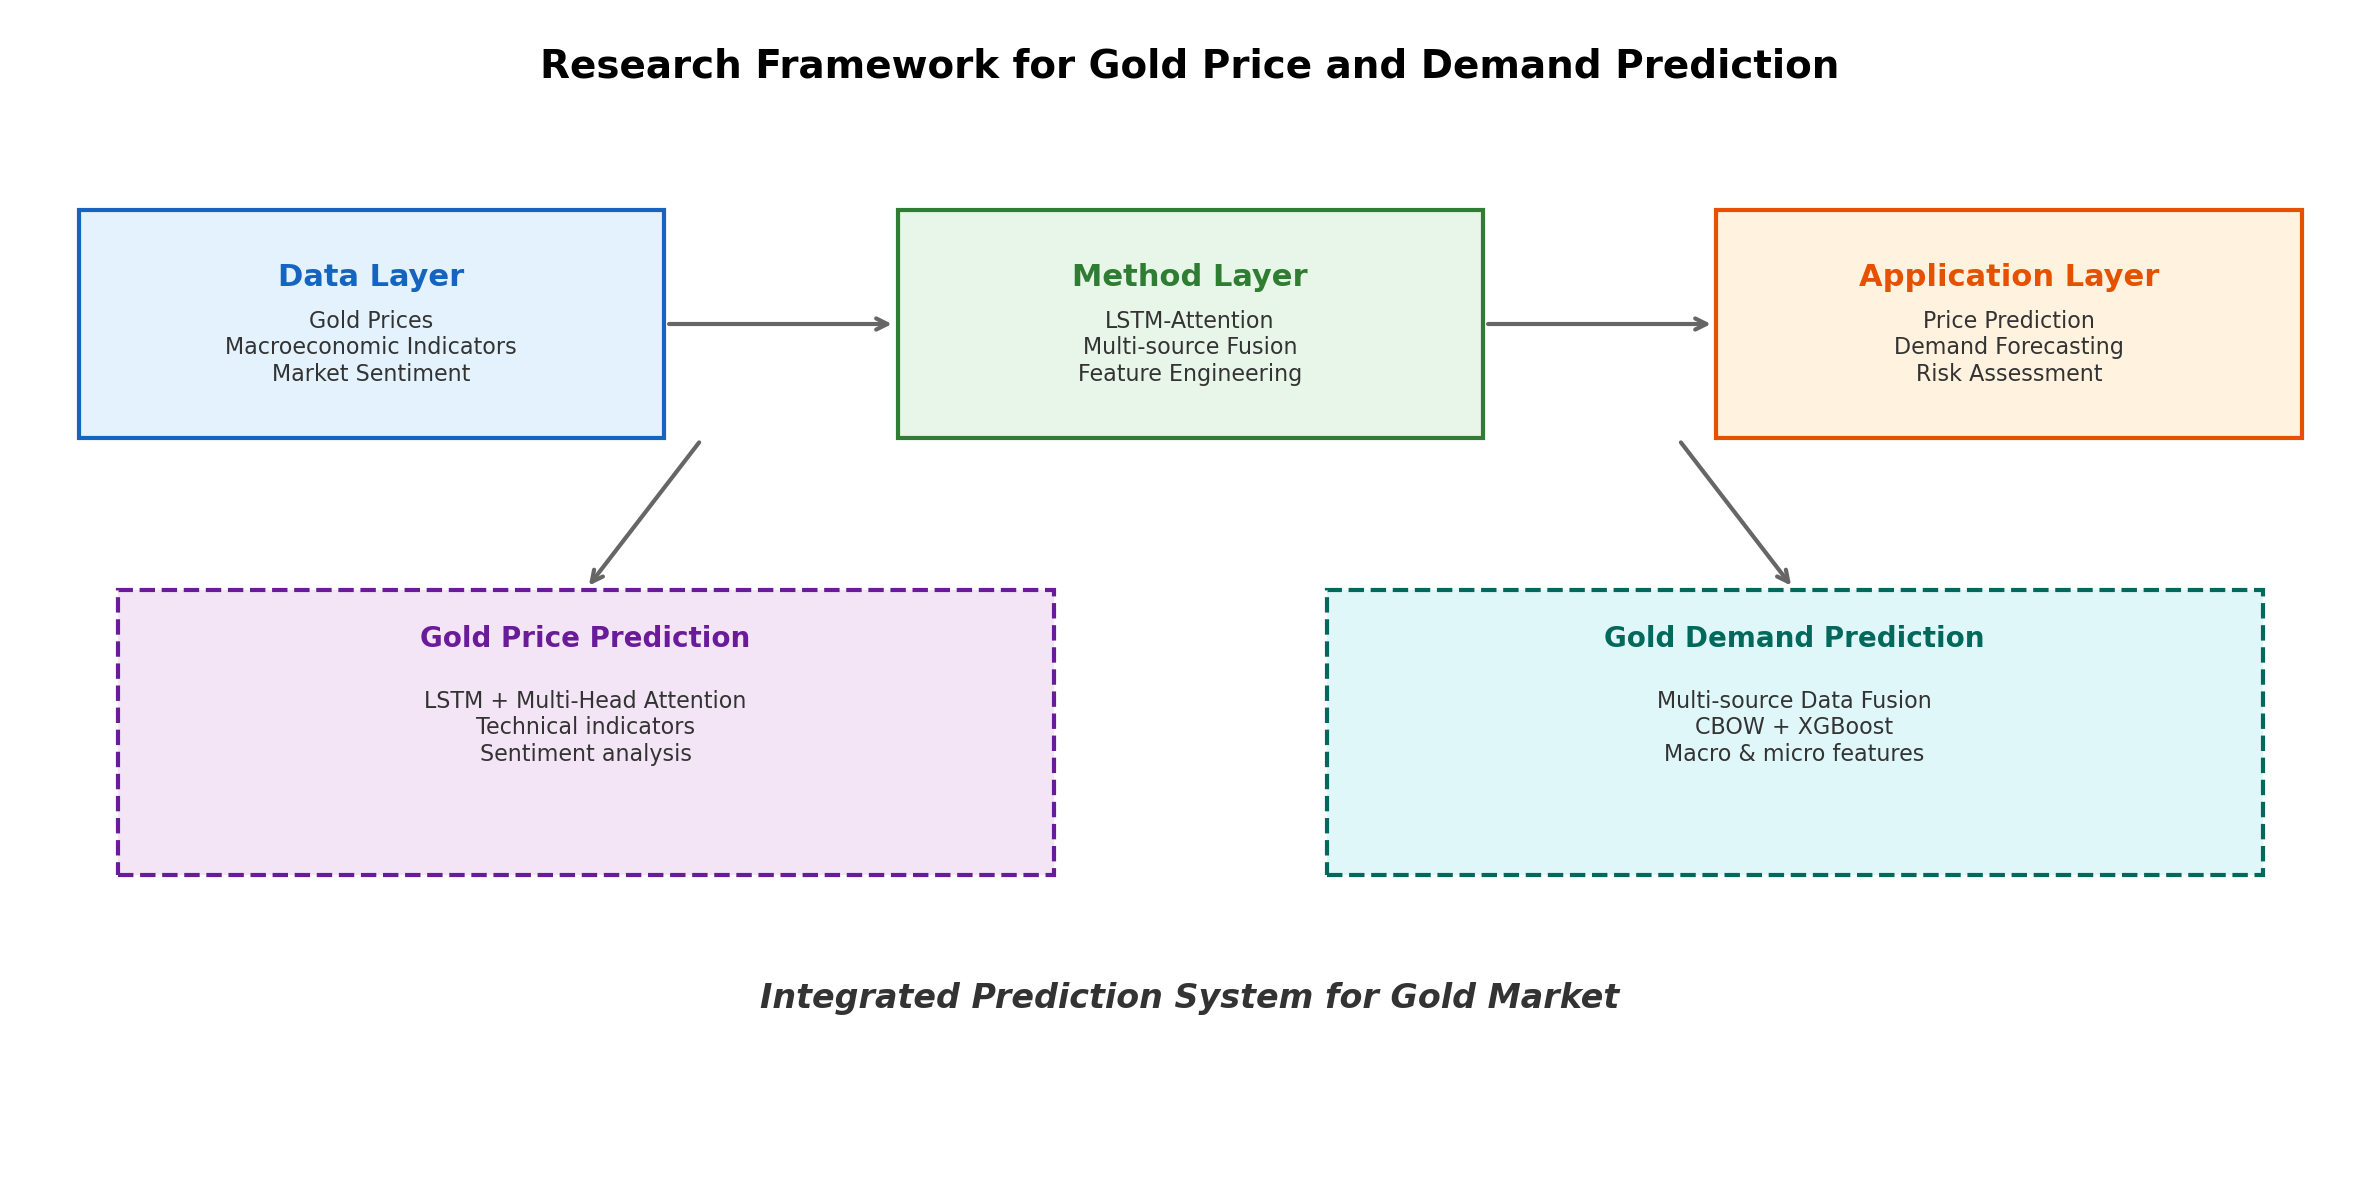 Research Framework for Gold Price and Demand Prediction
Data Layer
Gold Prices
Macroeconomic Indicators
Market Sentiment
Method Layer
LSTM-Attention
Multi-source Fusion
Feature Engineering
Application Layer
Price Prediction
Demand Forecasting
Risk Assessment
Gold Price Prediction
LSTM + Multi-Head Attention
Technical indicators
Sentiment analysis
Gold Demand Prediction
Multi-source Data Fusion
CBOW + XGBoost
Macro & micro features
Integrated Prediction System for Gold Market